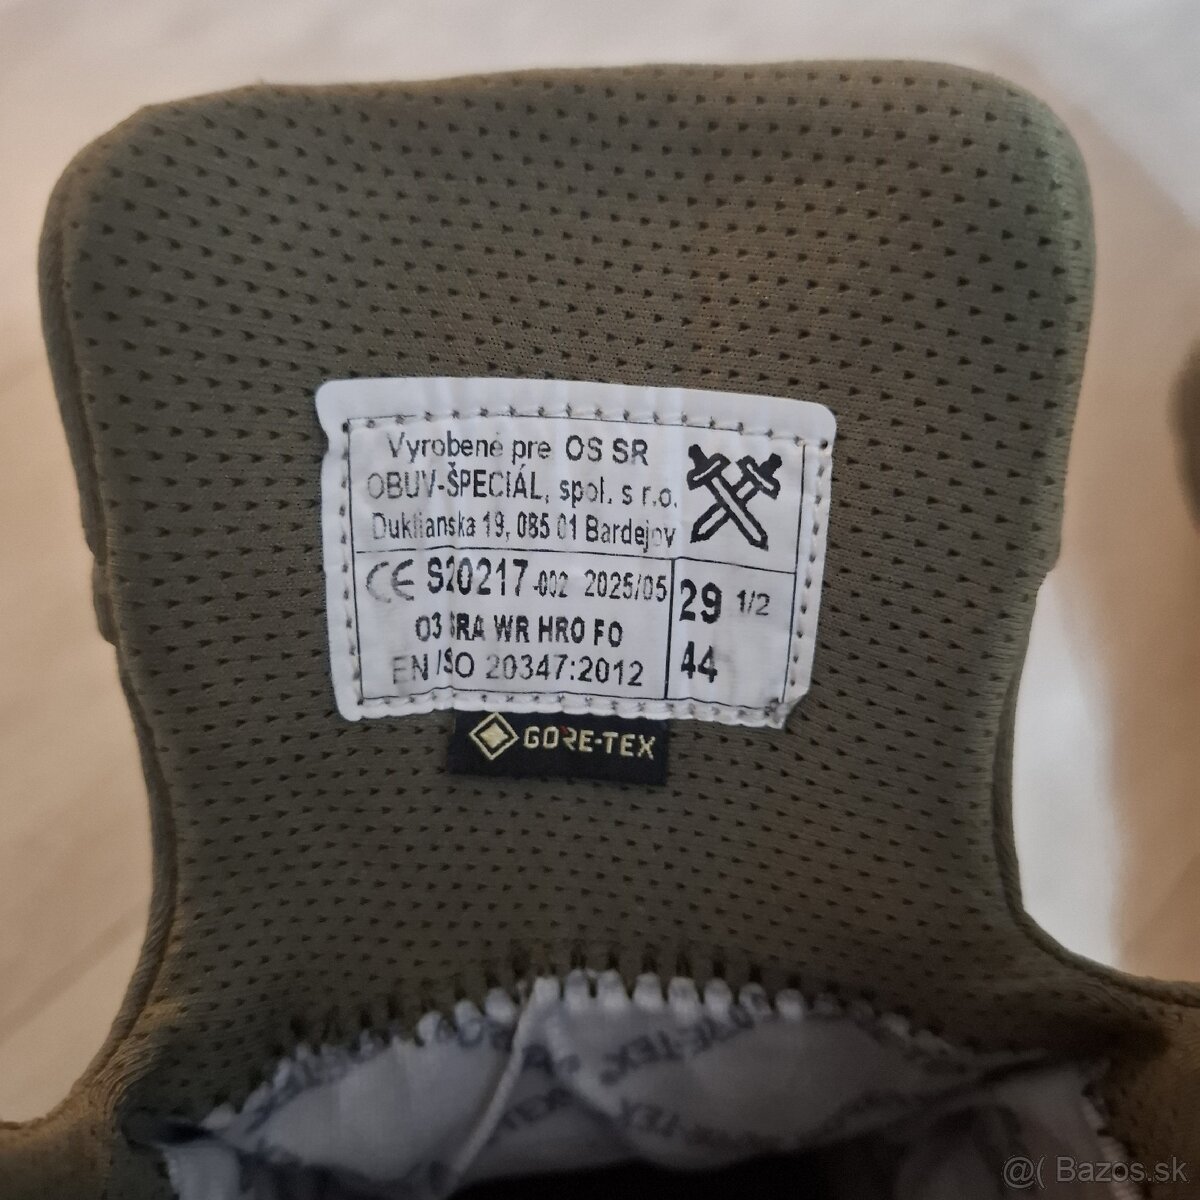 Vyrobené pre OS SR
OBUV-ŠPECIÁL, spol. s r.o.
Duklianska 19, 085 01 Bardejov
CE S20217-002 2025/05
O3 SRA WR HRO FO
EN ISO 20347:2012
29 1/2
44
GORE-TEX
@( Bazos.sk